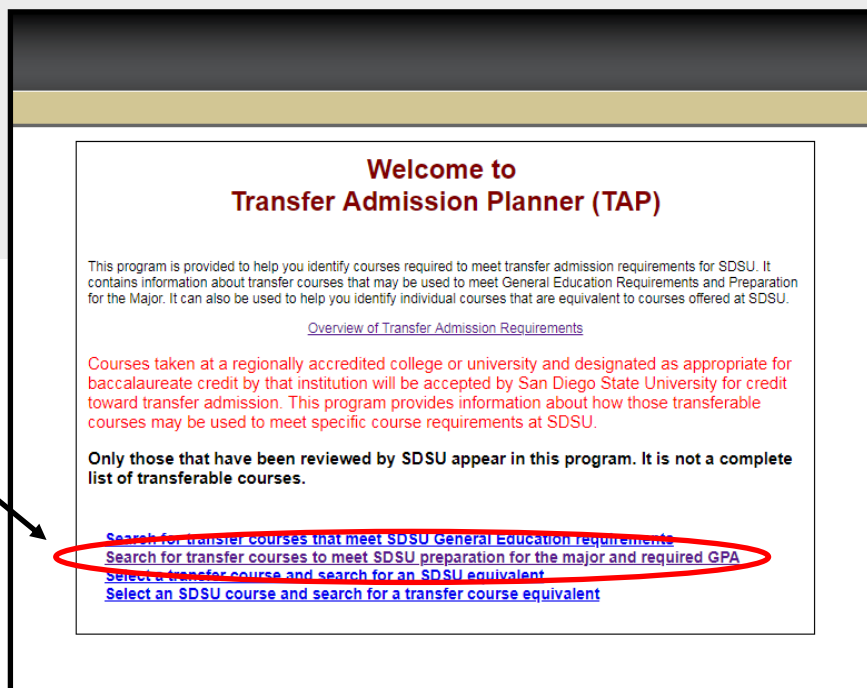 Welcome to
Transfer Admission Planner (TAP)
This program is provided to help you identify courses required to meet transfer admission requirements for SDSU. It
contains information about transfer courses that may be used to meet General Education Requirements and Preparation
for the Major. It can also be used to help you identify individual courses that are equivalent to courses offered at SDSU.
Overview of Transfer Admission Requirements
Courses taken at a regionally accredited college or university and designated as appropriate for
baccalaureate credit by that institution will be accepted by San Diego State University for credit
toward transfer admission. This program provides information about how those transferable
courses may be used to meet specific course requirements at SDSU.
Only those that have been reviewed by SDSU appear in this program. It is not a complete
list of transferable courses.
Search for transfer courses that meet SDSU General Education requirements
Search for transfer courses to meet SDSU preparation for the major and required GPA
Select a transfer course and search for an SDSU equivalent
Select an SDSU course and search for a transfer course equivalent